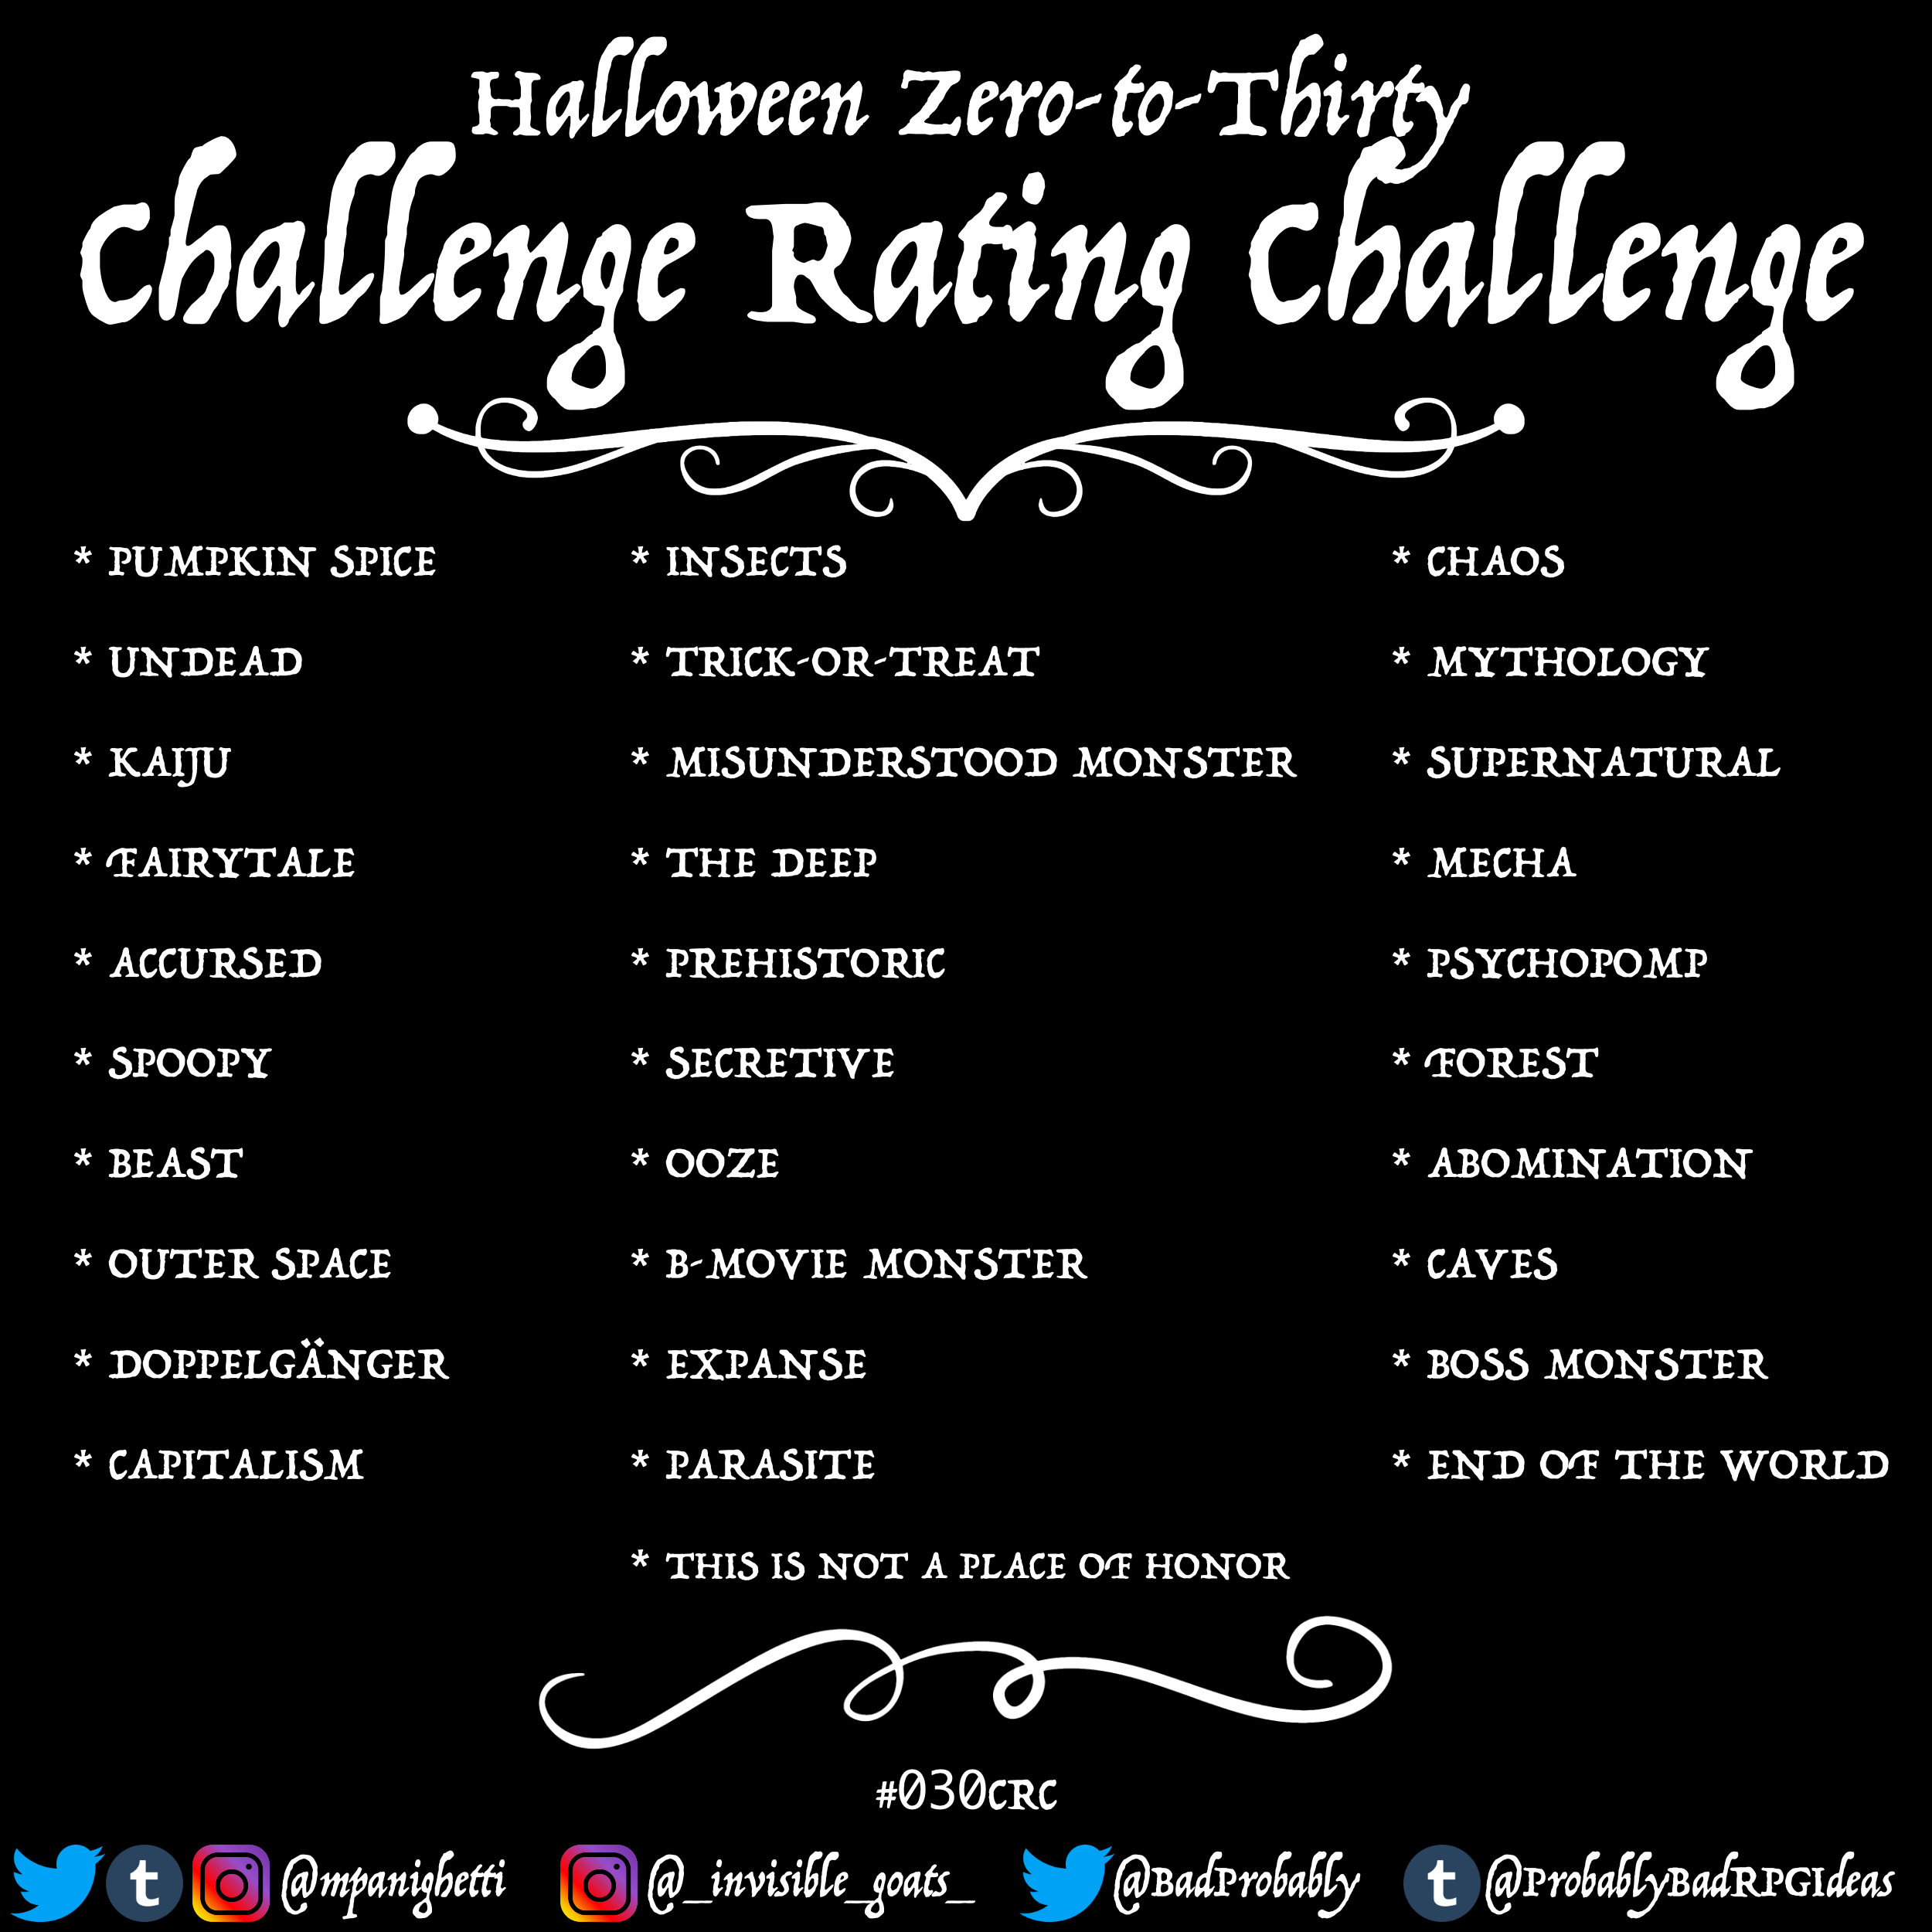 Halloween Zero-to-Thirty
Challenge Rating Challenge
* PUMPKIN SPICE
* UNDEAD
* KAIJU
* FAIRYTALE
* ACCURSED
* SPOOPY
* BEAST
* OUTER SPACE
* DOPPELGÄNGER
* CAPITALISM
* INSECTS
* TRICK-OR-TREAT
* MISUNDERSTOOD MONSTER
* THE DEEP
* PREHISTORIC
* SECRETIVE
* OOZE
* B-MOVIE MONSTER
* EXPANSE
* PARASITE
* THIS IS NOT A PLACE OF HONOR
* CHAOS
* MYTHOLOGY
* SUPERNATURAL
* MECHA
* PSYCHOPOMP
* FOREST
* ABOMINATION
* CAVES
* BOSS MONSTER
* END OF THE WORLD
#030CRC
t @mpanighetti @_invisible_goats_ @BadProbably t @ProbablyBadRPGIdeas